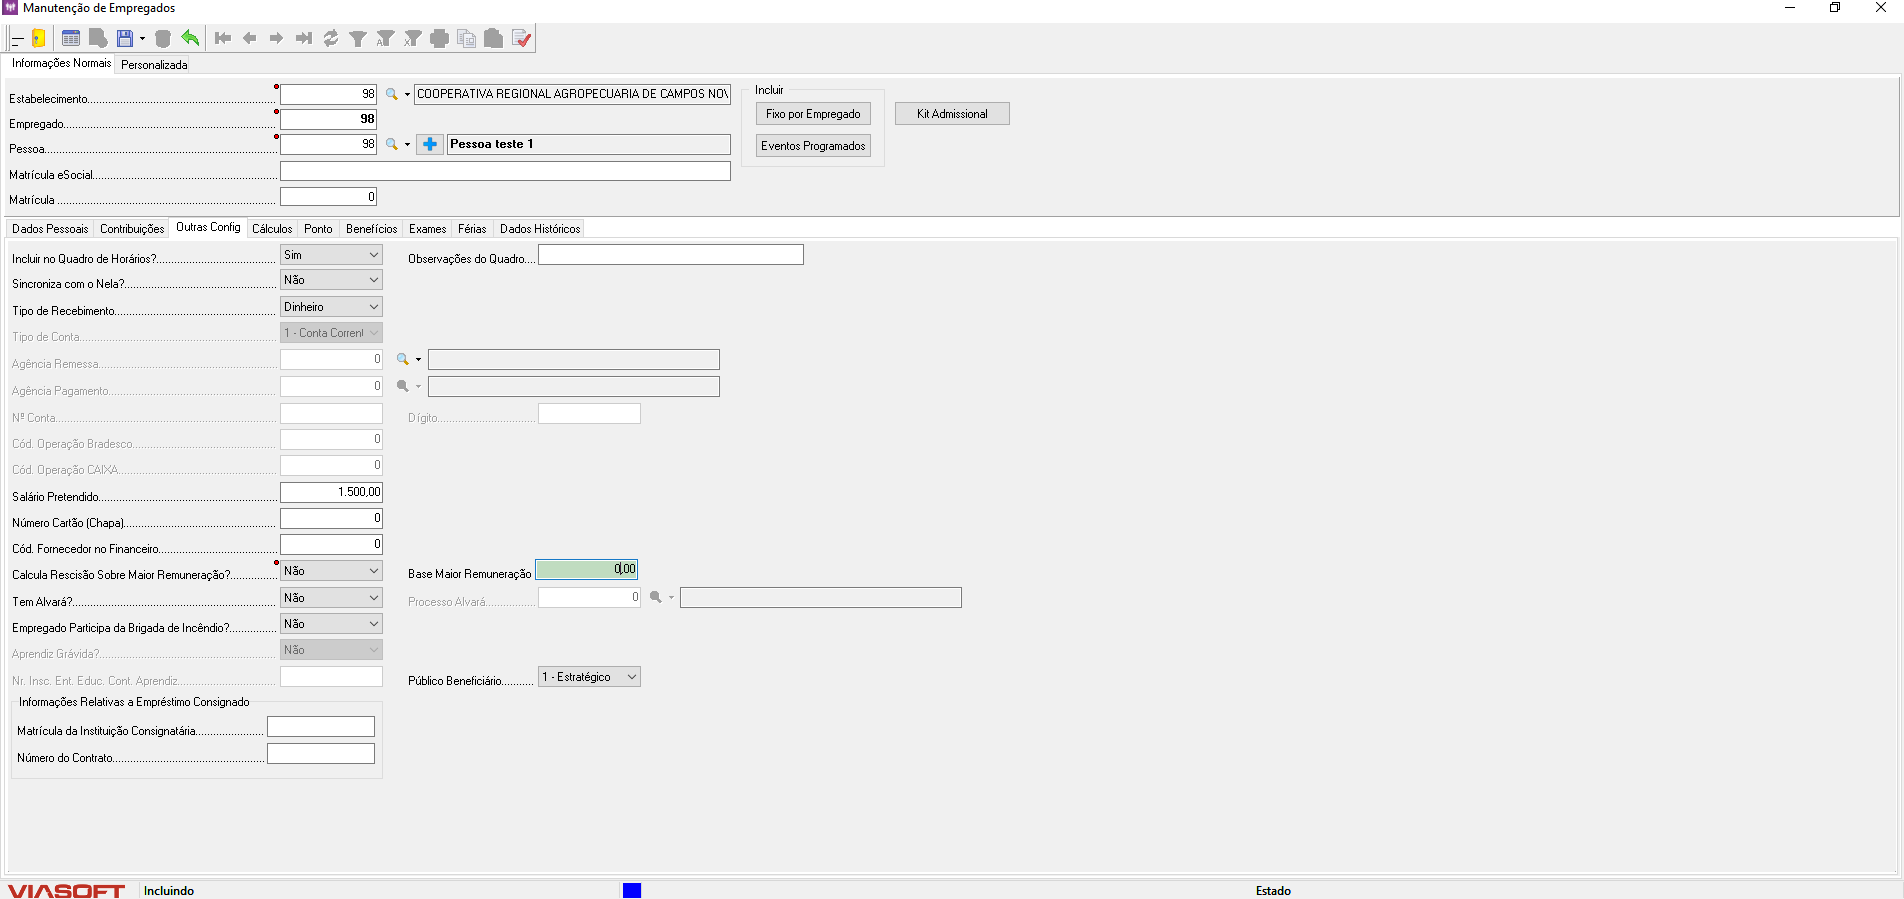 Manutenção de Empregados
Informações Normais Personalizada
Estabelecimento 98 COOPERATIVA REGIONAL AGROPECUARIA DE CAMPOS NOV
Empregado 98
Pessoa 98 Pessoa teste 1
Matrícula eSocial
Matrícula 0
Incluir
Fixo por Empregado
Eventos Programados
Kit Admissional
Dados Pessoais Contribuições Outras Config Cálculos Ponto Benefícios Exames Férias Dados Históricos
Incluir no Quadro de Horários? Sim Observações do Quadro
Sincroniza com o Nela? Não
Tipo de Recebimento Dinheiro
Tipo de Conta 1 - Conta Corrent
Agência Remessa 0
Agência Pagamento 0
Nº Conta Dígito
Cód. Operação Bradesco 0
Cód. Operação CAIXA 0
Salário Pretendido 1.500,00
Número Cartão (Chapa) 0
Cód. Fornecedor no Financeiro 0
Calcula Rescisão Sobre Maior Remuneração? Não Base Maior Remuneração 0,00
Tem Alvará? Não Processo Alvará 0
Empregado Participa da Brigada de Incêndio? Não
Aprendiz Grávida? Não
Nr. Insc. Ent. Educ. Cont. Aprendiz Público Beneficiário 1 - Estratégico
Informações Relativas a Empréstimo Consignado
Matrícula da Instituição Consignatária
Número do Contrato
VIASOFT Incluindo Estado